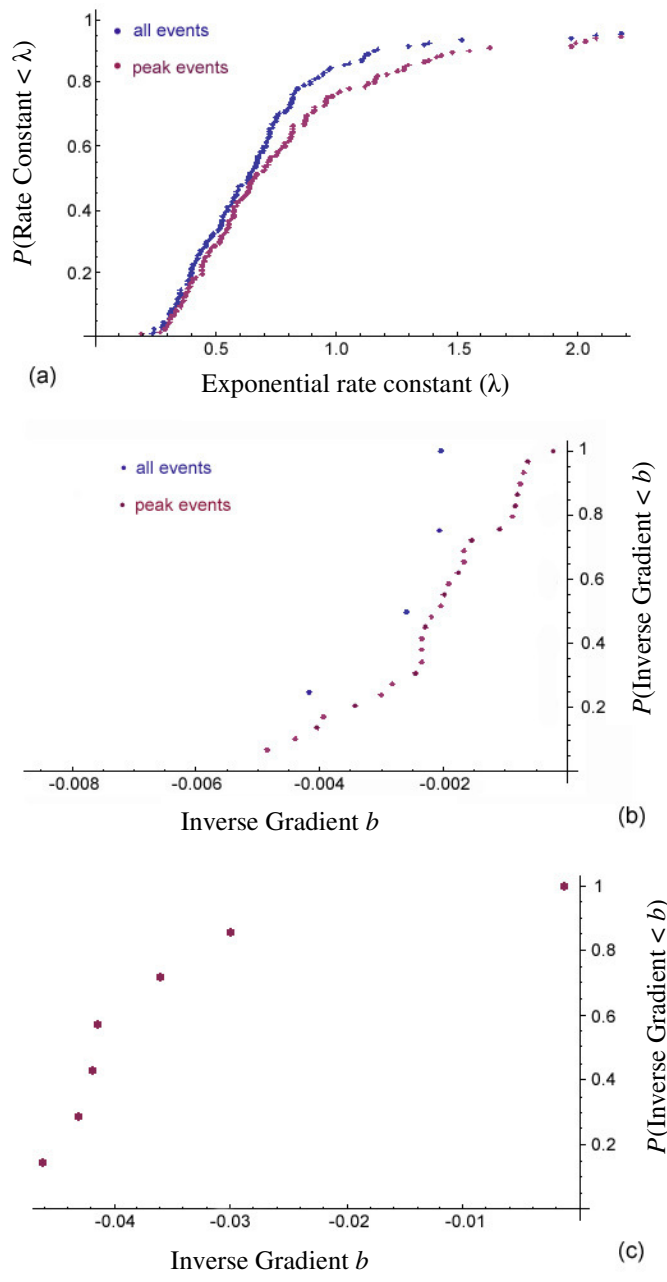 all events
peak events
P(Rate Constant < λ)
1
0.8
0.6
0.4
0.2
0.5 1.0 1.5 2.0
(a)
Exponential rate constant (λ)
all events
peak events
1
0.8
0.6
0.4
0.2
P(Inverse Gradient < b)
-0.008 -0.006 -0.004 -0.002
Inverse Gradient b
(b)
1
0.8
0.6
0.4
0.2
P(Inverse Gradient < b)
-0.04 -0.03 -0.02 -0.01
Inverse Gradient b
(c)